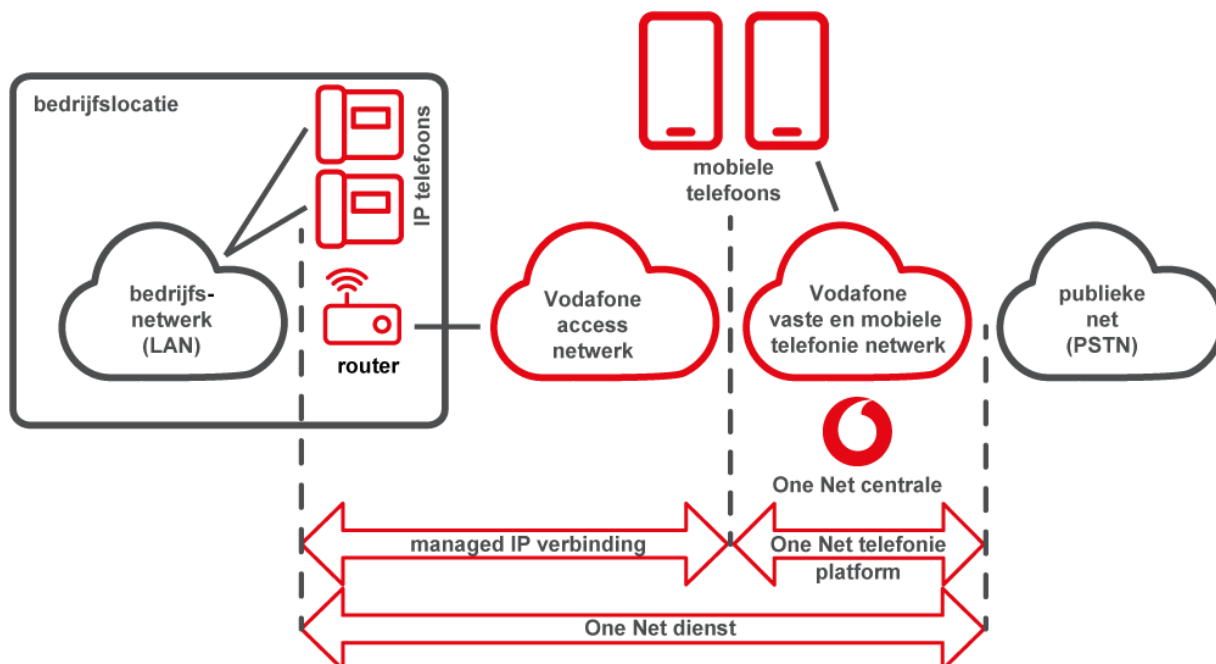 bedrijfslocatie
IP telefoons
bedrijfs-
netwerk
(LAN)
router
mobiele
telefoons
Vodafone
access
netwerk
Vodafone
vaste en mobiele
telefonie netwerk
publieke
net
(PSTN)
One Net centrale
managed IP verbinding
One Net telefonie
platform
One Net dienst